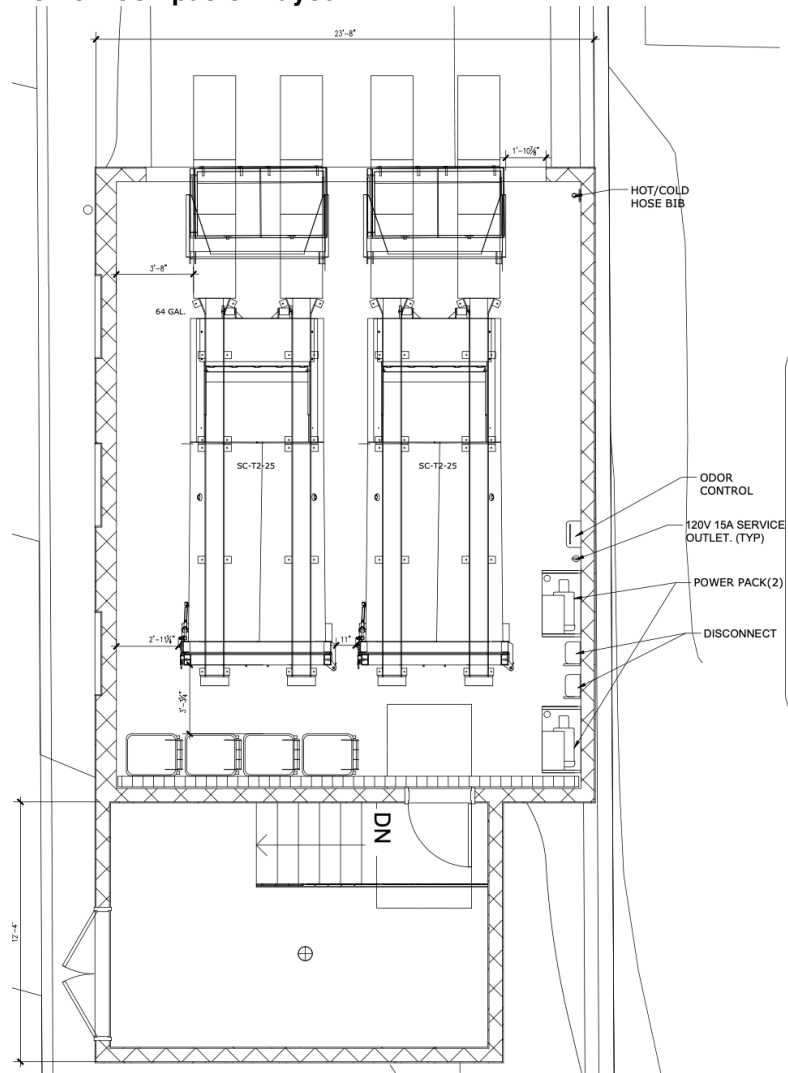 23'-8"
1'-10⅞"
HOT/COLD
HOSE BIB
3'-8"
64 GAL.
SC-T2-25
SC-T2-25
ODOR
CONTROL
120V 15A SERVICE
OUTLET. (TYP)
POWER PACK(2)
DISCONNECT
2'-11¼"
11"
3'-3¼"
DN
12'-4"